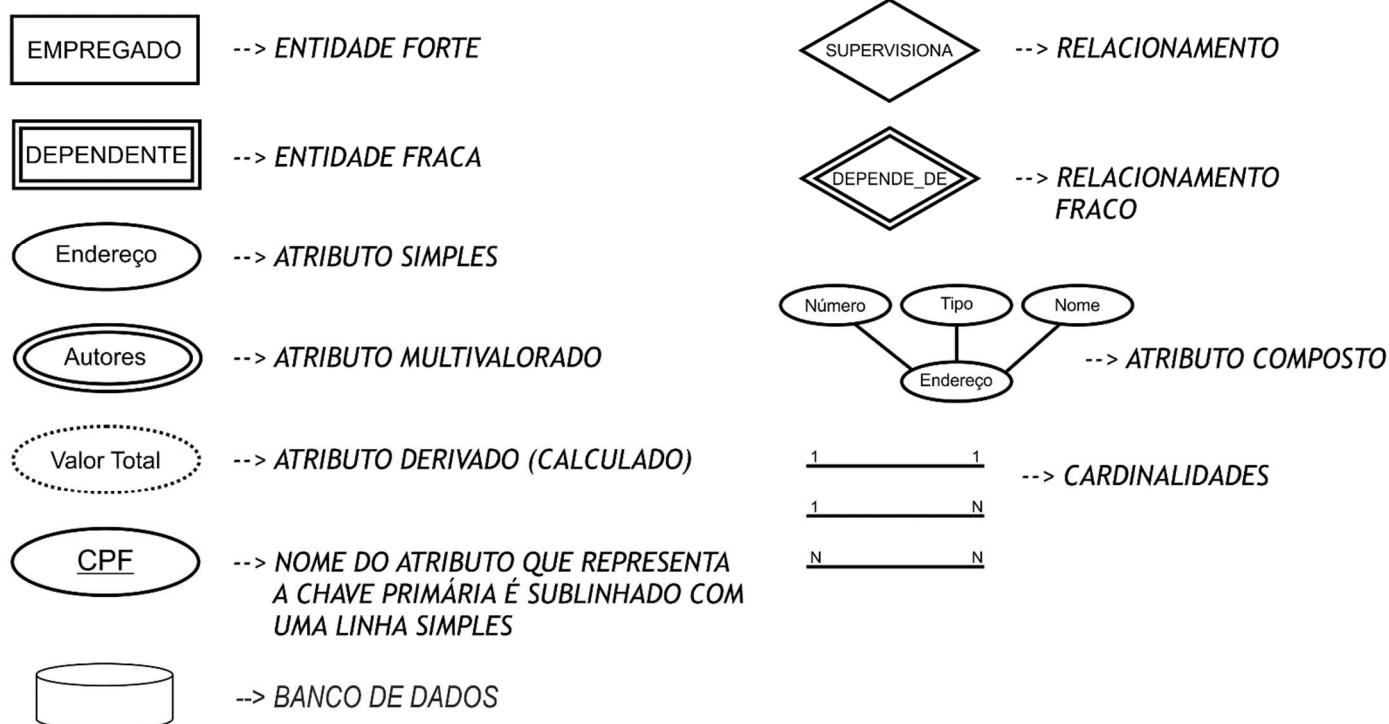 EMPREGADO
--> ENTIDADE FORTE
DEPENDENTE
--> ENTIDADE FRACA
Endereço
--> ATRIBUTO SIMPLES
Autores
--> ATRIBUTO MULTIVALORADO
Valor Total
--> ATRIBUTO DERIVADO (CALCULADO)
CPF
--> NOME DO ATRIBUTO QUE REPRESENTA
A CHAVE PRIMÁRIA É SUBLINHADO COM
UMA LINHA SIMPLES
--> BANCO DE DADOS
SUPERVISIONA
--> RELACIONAMENTO
DEPENDE_DE
--> RELACIONAMENTO
FRACO
Número Tipo Nome
Endereço
--> ATRIBUTO COMPOSTO
1 1
1 N
N N
--> CARDINALIDADES